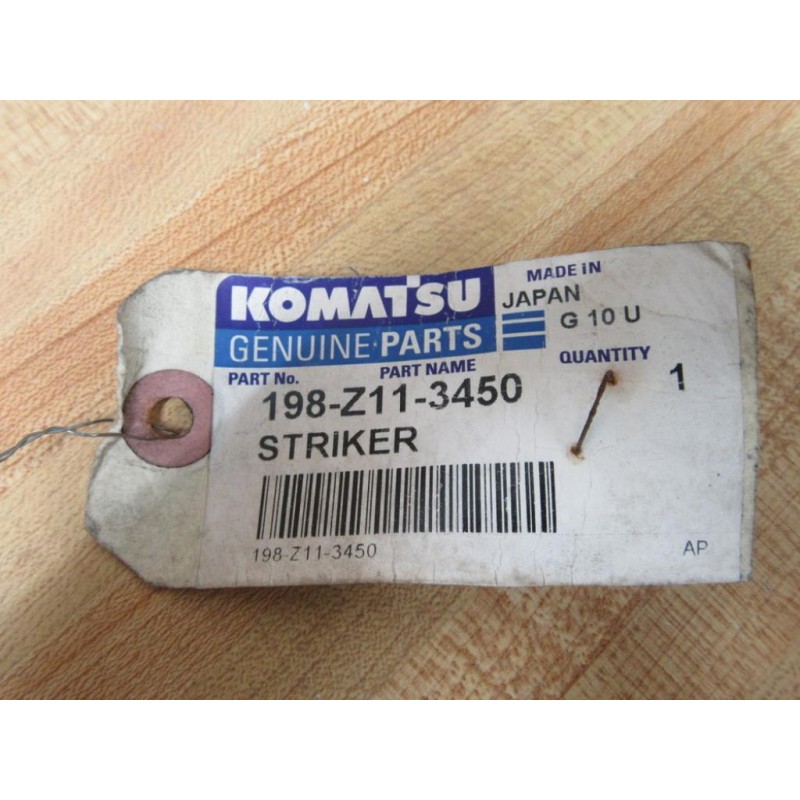 KOMATSU
GENUINE PARTS
MADE IN
JAPAN
G 10 U
PART No.
PART NAME
QUANTITY
198-Z11-3450
1
STRIKER
198-Z11-3450
AP